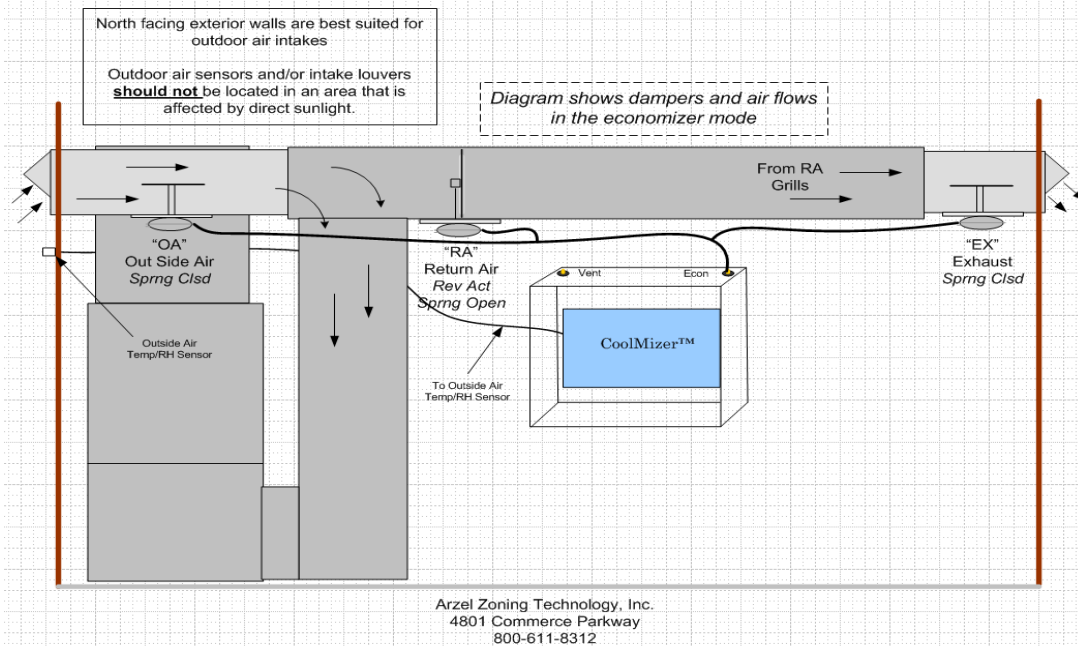 North facing exterior walls are best suited for
outdoor air intakes
Outdoor air sensors and/or intake louvers
should not be located in an area that is
affected by direct sunlight.
Diagram shows dampers and air flows
in the economizer mode
From RA
Grills
"OA"
Out Side Air
Sprng Clsd
"RA"
Return Air
Rev Act
Sprng Open
"EX"
Exhaust
Sprng Clsd
Vent
Econ
CoolMizer™
Outside Air
Temp/RH Sensor
To Outside Air
Temp/RH Sensor
Arzel Zoning Technology, Inc.
4801 Commerce Parkway
800-611-8312